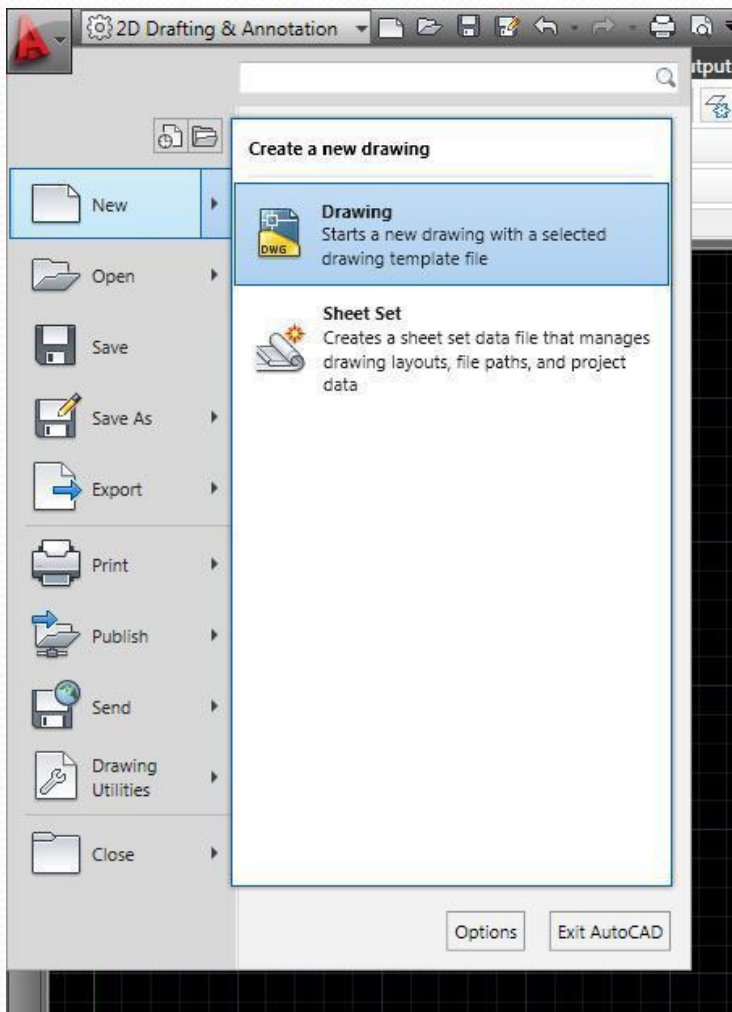 2D Drafting & Annotation
tput
Create a new drawing
New
Drawing
Starts a new drawing with a selected
drawing template file
DWG
Open
Sheet Set
Creates a sheet set data file that manages
drawing layouts, file paths, and project
data
Save
Save As
Export
Print
Publish
Send
Drawing
Utilities
Close
Options
Exit AutoCAD